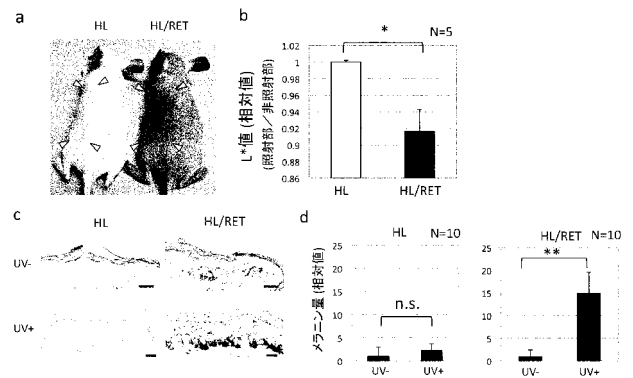 a
HL HL/RET
b
* N=5
L*値 (相対値)
(照射部/非照射部)
1.02
1
0.98
0.96
0.94
0.92
0.9
0.88
0.86
HL HL/RET
c
HL HL/RET
UV-
UV+
d
メラニン量 (相対値)
HL N=10
25
20
15
10
5
0
n.s.
UV- UV+
HL/RET N=10
25
20
15
10
5
0
**
UV- UV+